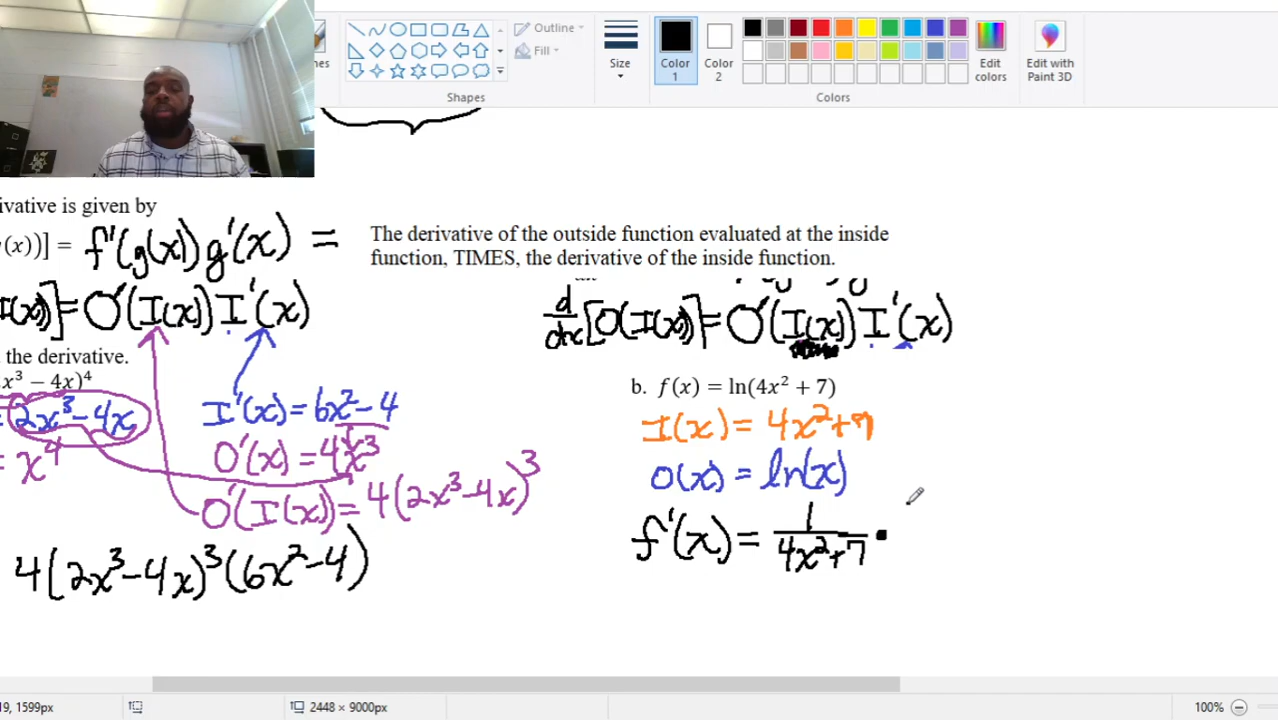 Outline
Fill
Shapes
Size
Color 1
Color 2
Edit colors
Edit with Paint 3D
Colors
ivative is given by
(x))] = f'(g(x))g'(x) =
The derivative of the outside function evaluated at the inside
function, TIMES, the derivative of the inside function.
I(x))] = O'(I(x))I'(x)
d/dx[O(I(x))] = O'(I(x))I'(x)
the derivative.
x³ − 4x)⁴
2x³-4x
I'(x) = 6x²-4
= x⁴
O'(x) = 4x³
O'(I(x)) = 4(2x³-4x)³
4(2x³-4x)³(6x²-4)
b. f(x) = ln(4x² + 7)
I(x) = 4x²+7
O(x) = ln(x)
f'(x) = 1/(4x²+7) ·
19, 1599px
2448 × 9000px
100%